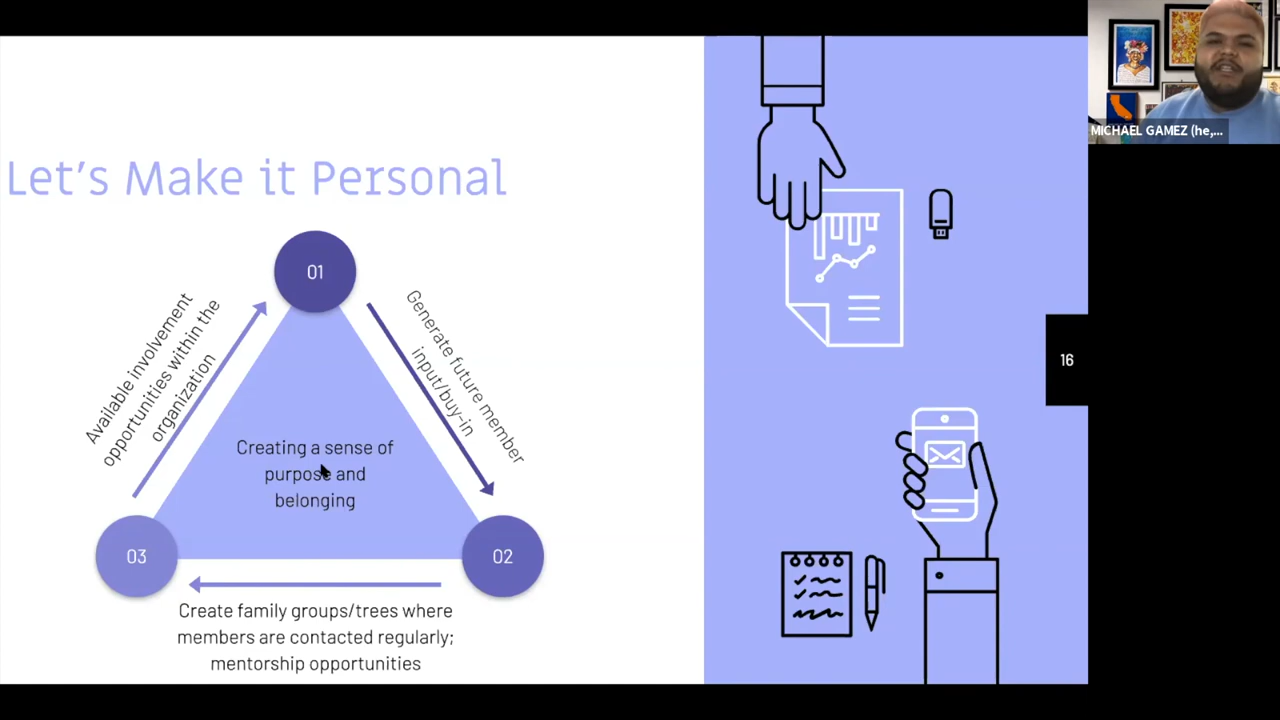 MICHAEL GAMEZ (he,...
Let's Make it Personal
01
Available involvement
opportunities within the
organization
Generate future member
input/buy-in
Creating a sense of
purpose and
belonging
03
02
Create family groups/trees where
members are contacted regularly;
mentorship opportunities
16